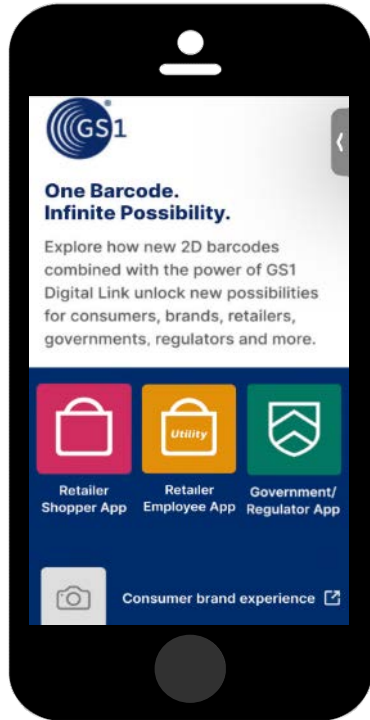 GS1
One Barcode.
Infinite Possibility.
Explore how new 2D barcodes
combined with the power of GS1
Digital Link unlock new possibilities
for consumers, brands, retailers,
governments, regulators and more.
Utility
Retailer
Shopper App
Retailer
Employee App
Government/
Regulator App
Consumer brand experience